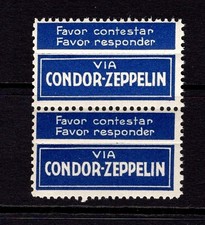 Favor contestar
Favor responder
VIA
CONDOR-ZEPPELIN
Favor contestar
Favor responder
VIA
CONDOR-ZEPPELIN